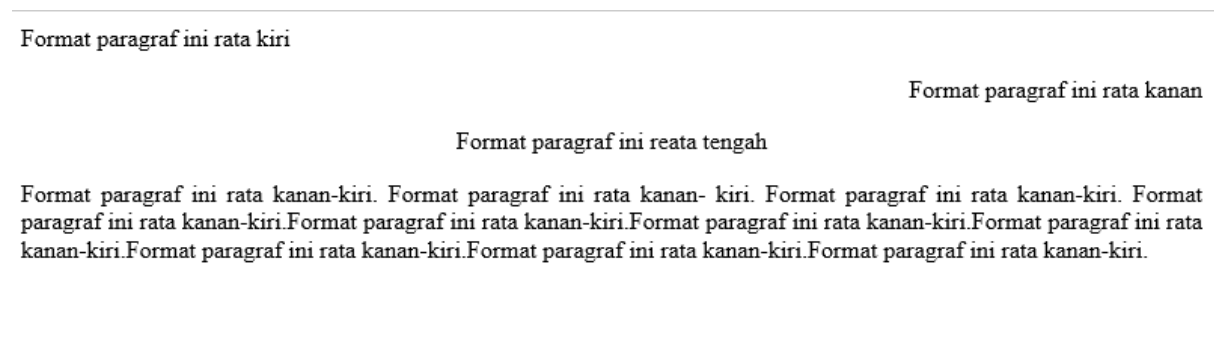 Format paragraf ini rata kiri
Format paragraf ini rata kanan
Format paragraf ini reata tengah
Format paragraf ini rata kanan-kiri. Format paragraf ini rata kanan- kiri. Format paragraf ini rata kanan-kiri. Format
paragraf ini rata kanan-kiri.Format paragraf ini rata kanan-kiri.Format paragraf ini rata kanan-kiri.Format paragraf ini rata
kanan-kiri.Format paragraf ini rata kanan-kiri.Format paragraf ini rata kanan-kiri.Format paragraf ini rata kanan-kiri.